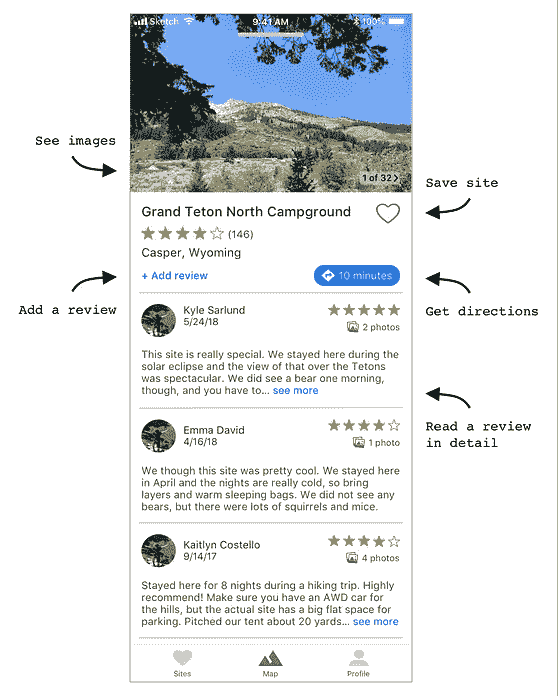 Sketch 9:41 AM 100%
See images
1 of 32
Save site
Grand Teton North Campground
(146)
Casper, Wyoming
+ Add review
10 minutes
Add a review
Get directions
Kyle Sarlund
5/24/18
2 photos
This site is really special. We stayed here during the
solar eclipse and the view of that over the Tetons
was spectacular. We did see a bear one morning,
though, and you have to... see more
Read a review
in detail
Emma David
4/16/18
1 photo
We though this site was pretty cool. We stayed here
in April and the nights are really cold, so bring
layers and warm sleeping bags. We did not see any
bears, but there were lots of squirrels and mice.
Kaitlyn Costello
9/14/17
4 photos
Stayed here for 8 nights during a hiking trip. Highly
recommend! Make sure you have an AWD car for
the hills, but the actual site has a big flat space for
parking. Pitched our tent about 20 yards... see more
Sites Map Profile